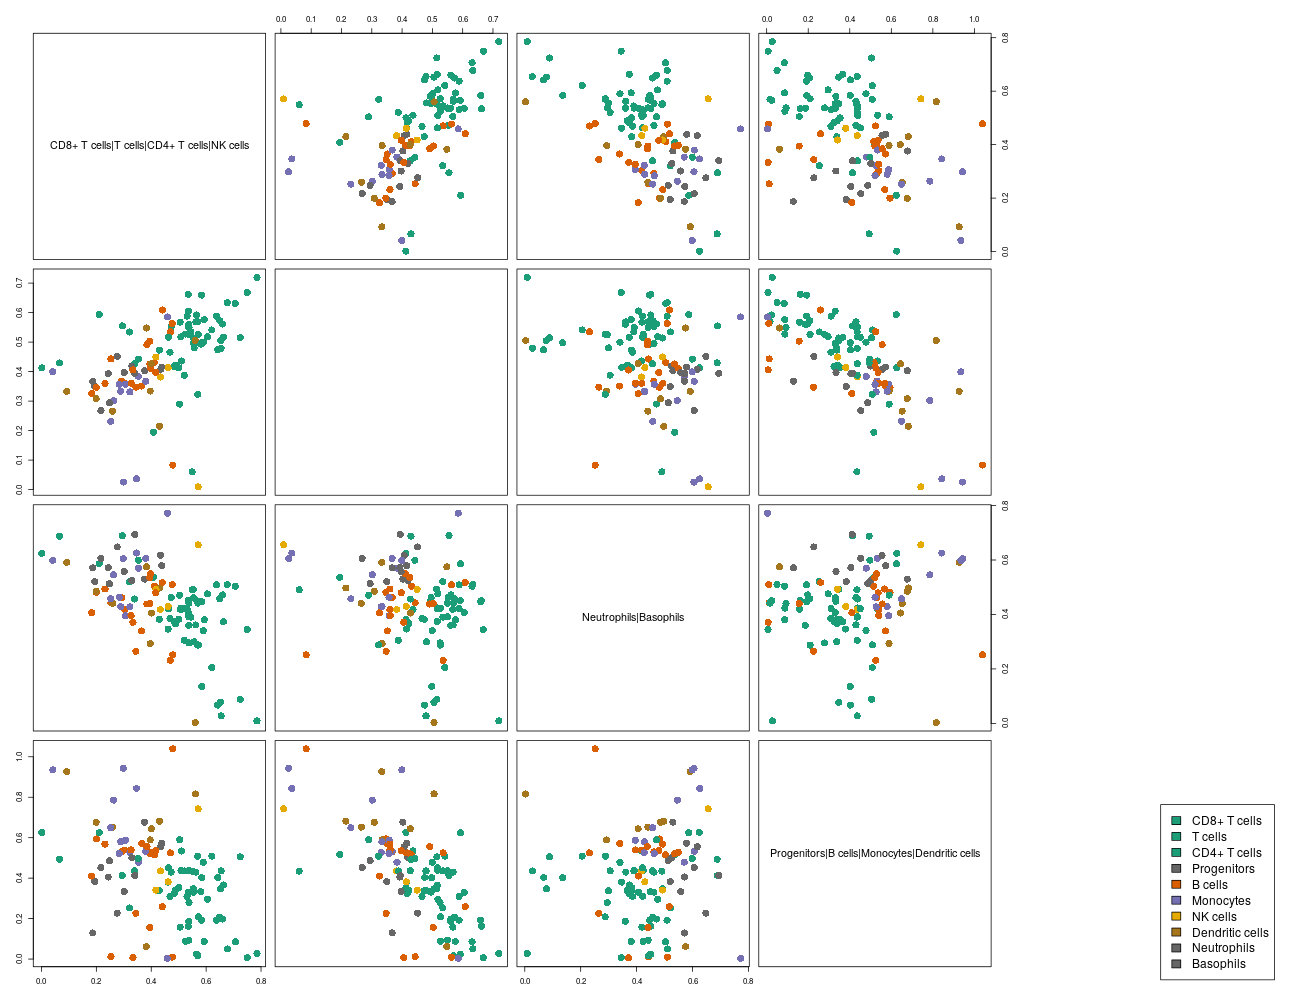 0.0 0.1 0.2 0.3 0.4 0.5 0.6 0.7
0.0 0.2 0.4 0.6 0.8 1.0
CD8+ T cells|T cells|CD4+ T cells|NK cells
0.0 0.2 0.4 0.6 0.8
0.0 0.1 0.2 0.3 0.4 0.5 0.6 0.7
Neutrophils|Basophils
0.0 0.2 0.4 0.6 0.8
Progenitors|B cells|Monocytes|Dendritic cells
0.0 0.2 0.4 0.6 0.8 1.0
0.0 0.2 0.4 0.6 0.8
0.0 0.2 0.4 0.6 0.8
CD8+ T cells
T cells
CD4+ T cells
Progenitors
B cells
Monocytes
NK cells
Dendritic cells
Neutrophils
Basophils